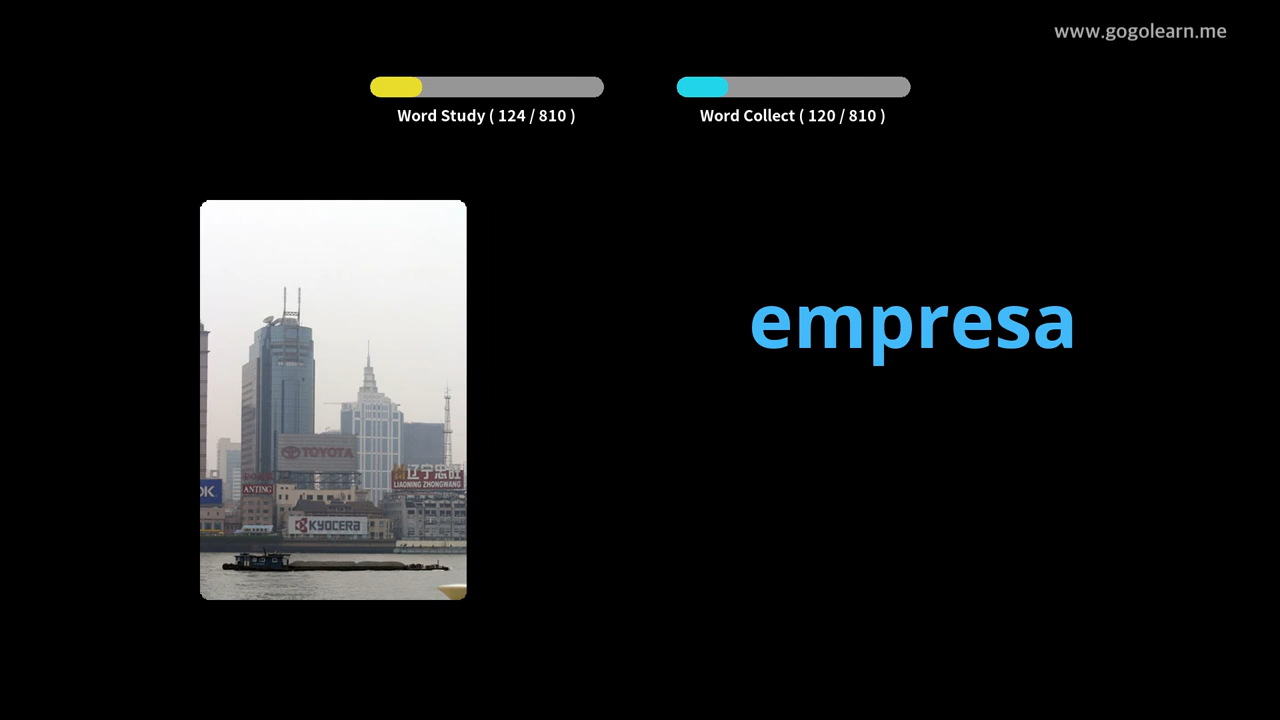 www.gogolearn.me
Word Study ( 124 / 810 )
Word Collect ( 120 / 810 )
empresa
TOYOTA
辽宁忠旺
LIAONING ZHONGWANG
ANTING
KYOCERA